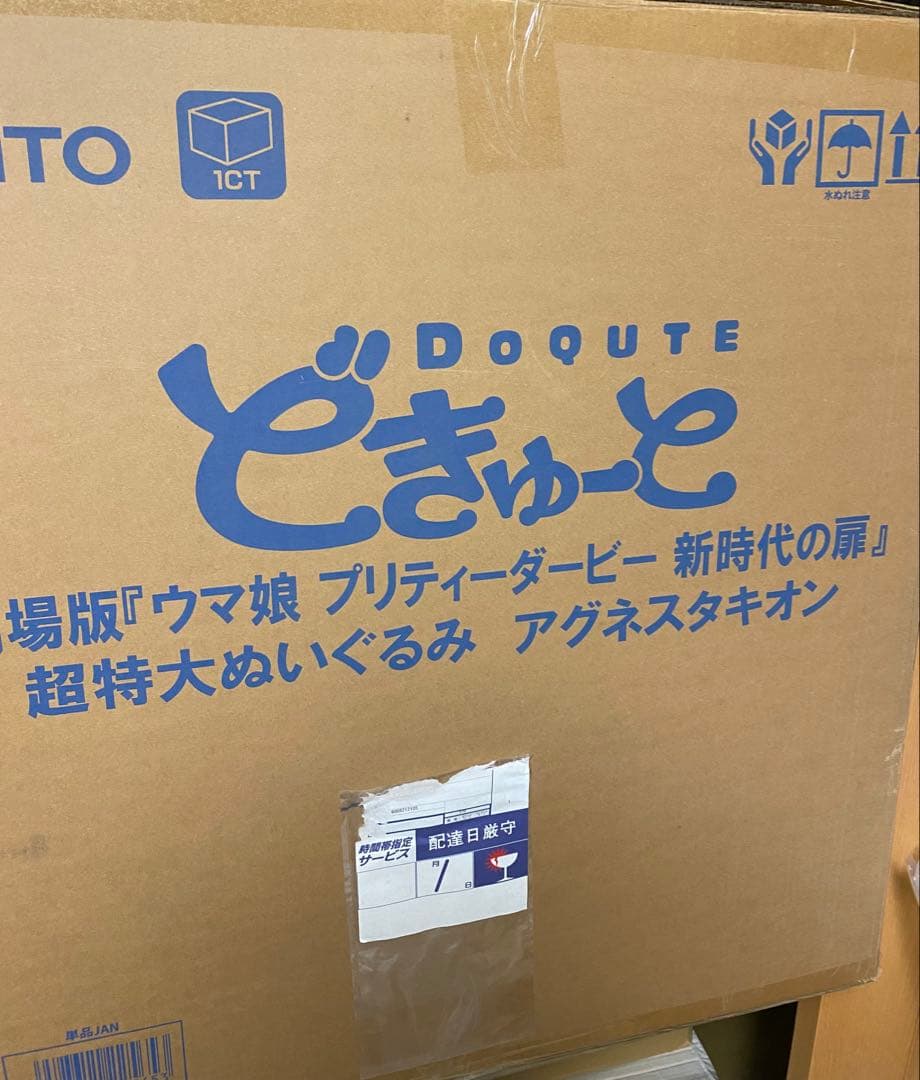 ITO
1CT
水ぬれ注意
DOQUTE
どきゅーと
場版『ウマ娘 プリティーダービー 新時代の扉』
超特大ぬいぐるみ アグネスタキオン
時間帯指定
サービス
配達日厳守
月 / 日
単品JAN